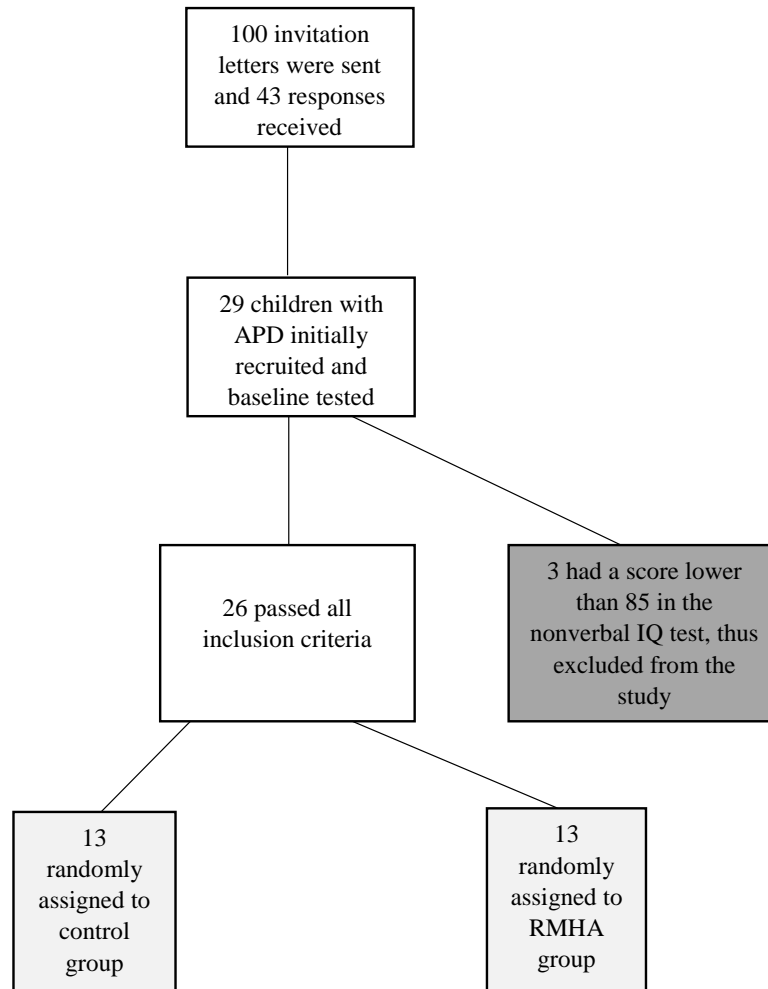 100 invitation
letters were sent
and 43 responses
received
29 children with
APD initially
recruited and
baseline tested
26 passed all
inclusion criteria
3 had a score lower
than 85 in the
nonverbal IQ test, thus
excluded from the
study
13
randomly
assigned to
control
group
13
randomly
assigned to
RMHA
group